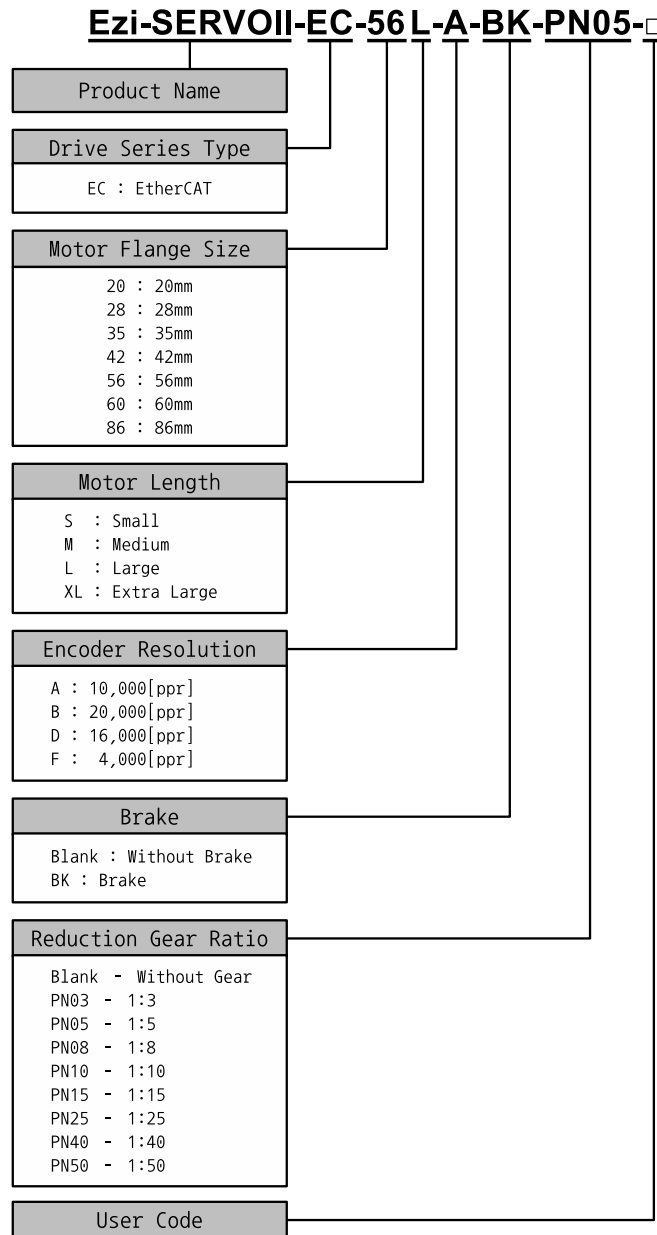 Ezi-SERVOII-EC-56L-A-BK-PN05-□
Product Name
Drive Series Type
EC : EtherCAT
Motor Flange Size
20 : 20mm
28 : 28mm
35 : 35mm
42 : 42mm
56 : 56mm
60 : 60mm
86 : 86mm
Motor Length
S : Small
M : Medium
L : Large
XL : Extra Large
Encoder Resolution
A : 10,000[ppr]
B : 20,000[ppr]
D : 16,000[ppr]
F : 4,000[ppr]
Brake
Blank : Without Brake
BK : Brake
Reduction Gear Ratio
Blank - Without Gear
PN03 - 1:3
PN05 - 1:5
PN08 - 1:8
PN10 - 1:10
PN15 - 1:15
PN25 - 1:25
PN40 - 1:40
PN50 - 1:50
User Code